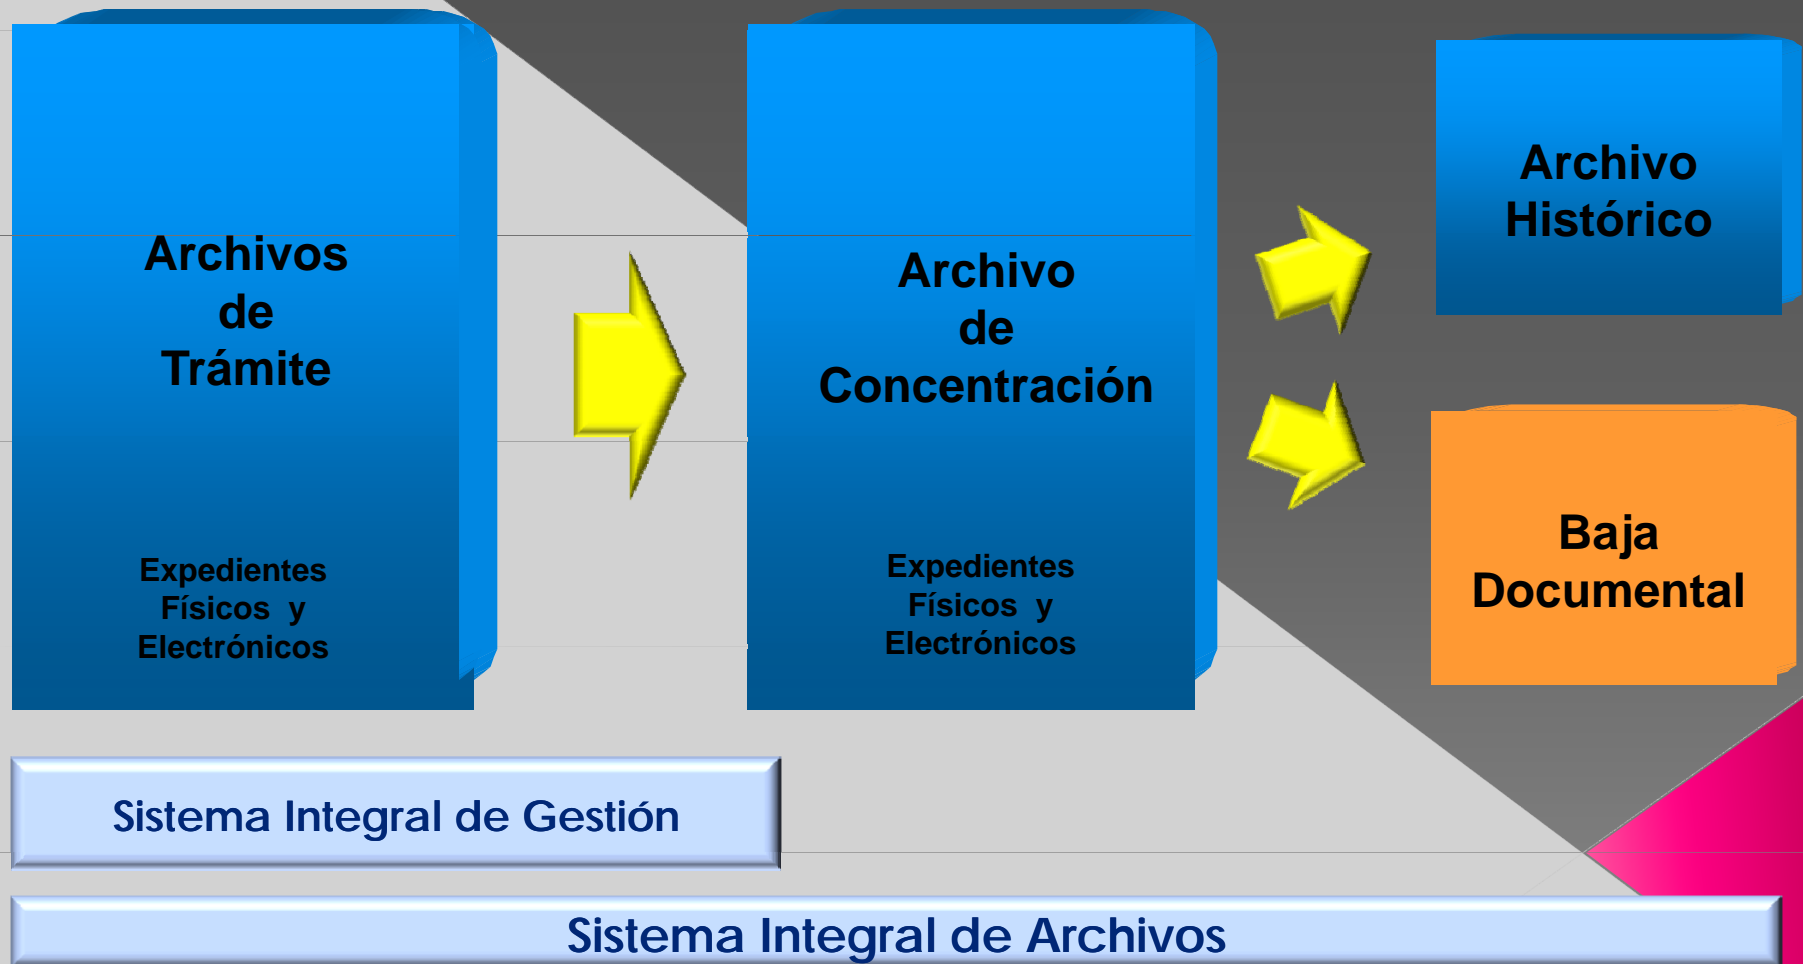 Archivos
de
Trámite
Expedientes
Físicos y
Electrónicos
Archivo
de
Concentración
Expedientes
Físicos y
Electrónicos
Archivo
Histórico
Baja
Documental
Sistema Integral de Gestión
Sistema Integral de Archivos